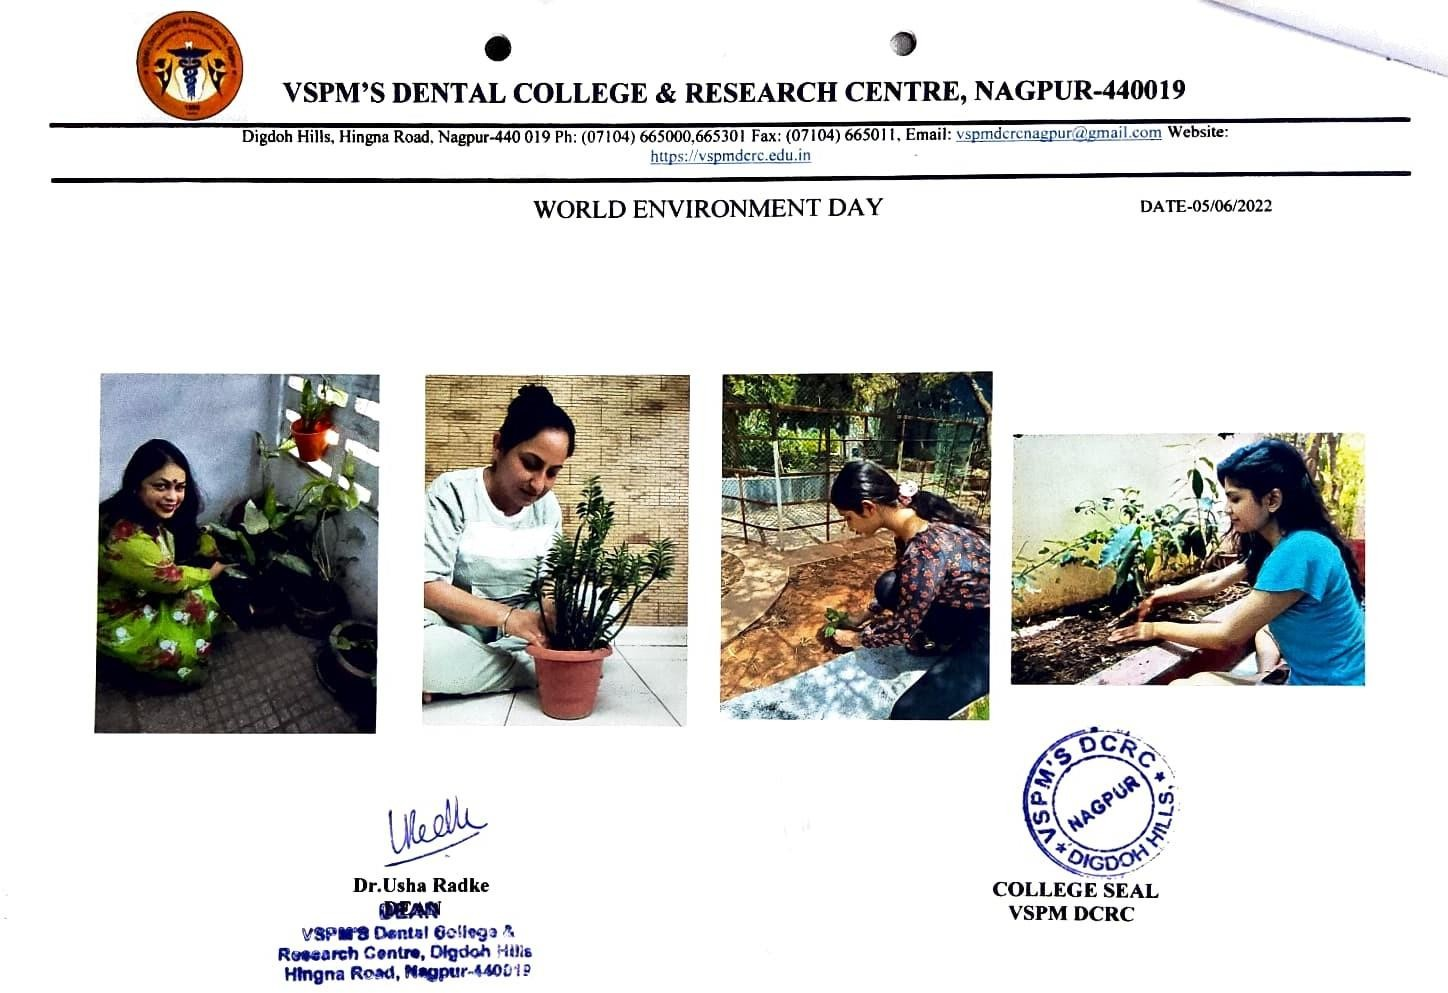 VSPM'S DENTAL COLLEGE & RESEARCH CENTRE, NAGPUR-440019
Digdoh Hills, Hingna Road, Nagpur-440 019 Ph: (07104) 665000,665301 Fax: (07104) 665011, Email: vspmdcrcnagpur@gmail.com Website:
https://vspmdcrc.edu.in
WORLD ENVIRONMENT DAY
DATE-05/06/2022
VSPM'S DCRC
NAGPUR
DIGDOH HILLS,
Dr.Usha Radke
DEAN
DEAN
VSPM'S Dental College &
Research Centre, Digdoh Hills
Hingna Road, Nagpur-440019
COLLEGE SEAL
VSPM DCRC